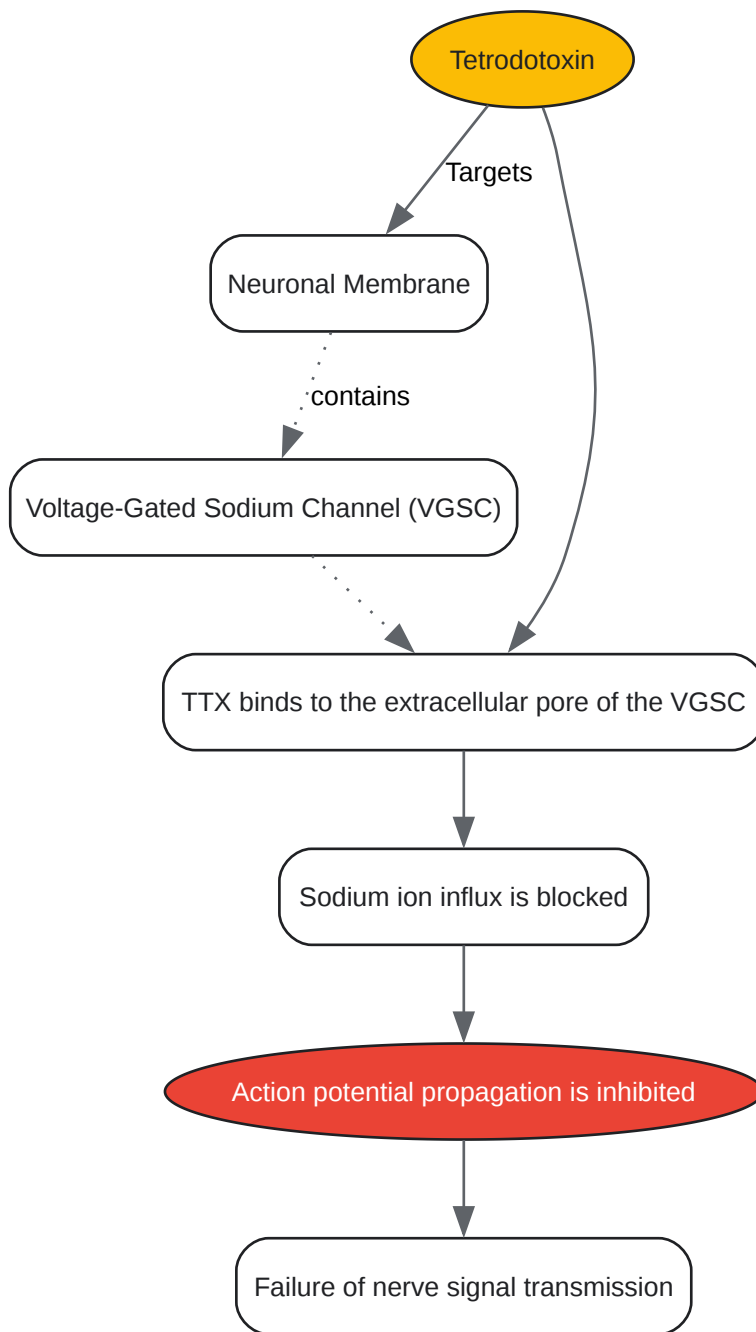 Tetrodotoxin
Targets
Neuronal Membrane
contains
Voltage-Gated Sodium Channel (VGSC)
TTX binds to the extracellular pore of the VGSC
Sodium ion influx is blocked
Action potential propagation is inhibited
Failure of nerve signal transmission